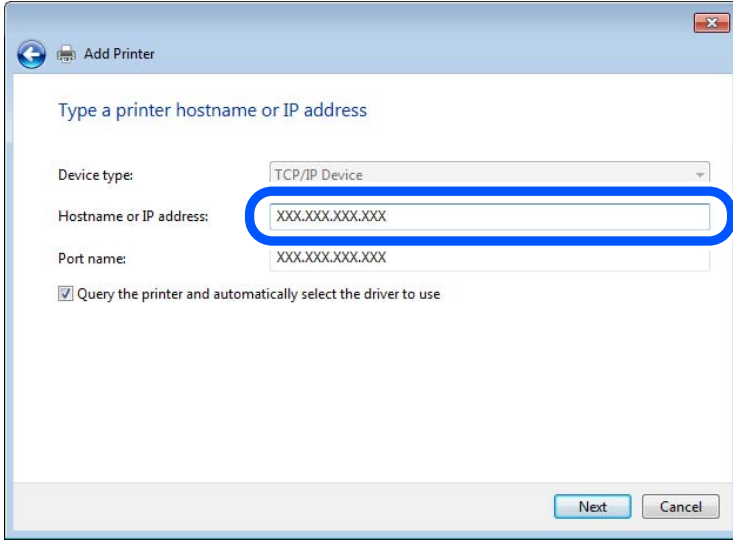 Add Printer
Type a printer hostname or IP address
Device type: TCP/IP Device
Hostname or IP address: XXX.XXX.XXX.XXX
Port name: XXX.XXX.XXX.XXX
Query the printer and automatically select the driver to use
Next Cancel